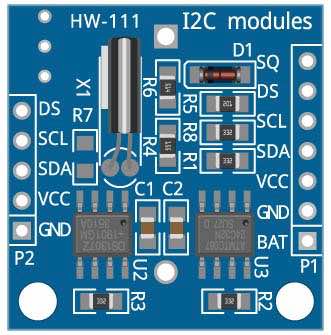 HW-111
I2C modules
D1
SQ
X1
R6
R5
DS
DS
R7
201
SCL
SCL
R4
R8
332
SDA
SDA
R1
332
VCC
VCC
C1
C2
GND
GND
P2
U2
U3
BAT
P1
R3
332
R2
332